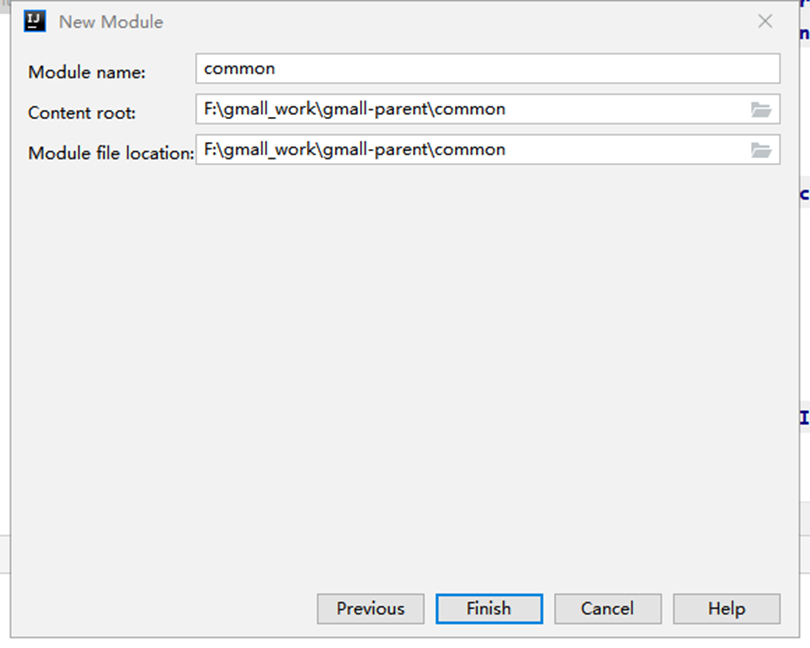 IJ New Module
Module name: common
Content root: F:\gmall_work\gmall-parent\common
Module file location: F:\gmall_work\gmall-parent\common
Previous Finish Cancel Help